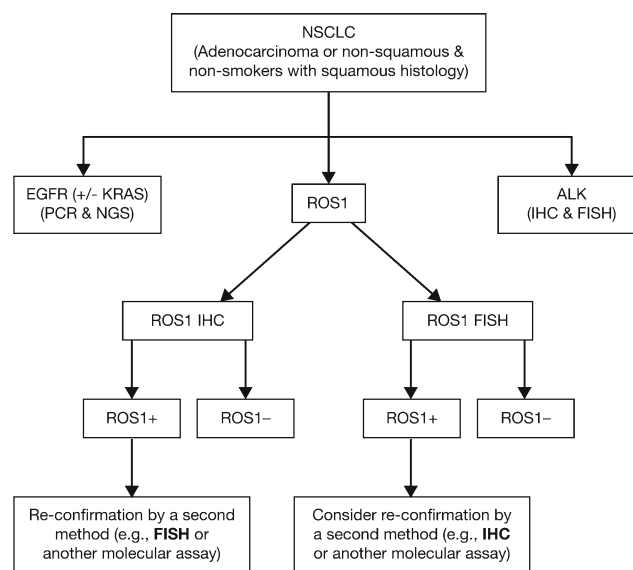 NSCLC
(Adenocarcinoma or non-squamous &
non-smokers with squamous histology)
EGFR (+/- KRAS)
(PCR & NGS)
ROS1
ALK
(IHC & FISH)
ROS1 IHC
ROS1 FISH
ROS1+
ROS1–
ROS1+
ROS1–
Re-confirmation by a second
method (e.g., FISH or
another molecular assay)
Consider re-confirmation by
a second method (e.g., IHC
or another molecular assay)